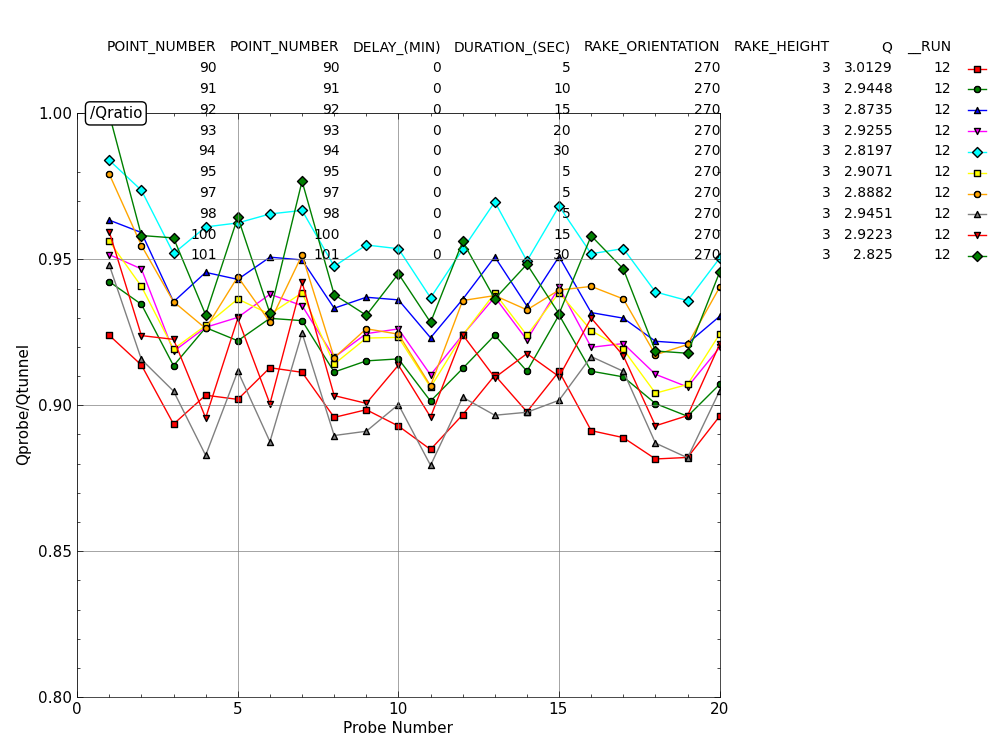 POINT_NUMBER POINT_NUMBER DELAY_(MIN) DURATION_(SEC) RAKE_ORIENTATION RAKE_HEIGHT Q __RUN
90 90 0 5 270 3 3.0129 12
91 91 0 10 270 3 2.9448 12
92 92 0 15 270 3 2.8735 12
93 93 0 20 270 3 2.9255 12
94 94 0 30 270 3 2.8197 12
95 95 0 5 270 3 2.9071 12
97 97 0 5 270 3 2.8882 12
98 98 0 5 270 3 2.9451 12
100 100 0 15 270 3 2.9223 12
101 101 0 30 270 3 2.825 12
/Qratio
1.00
0.95
0.90
0.85
0.80
Qprobe/Qtunnel
0 5 10 15 20
Probe Number